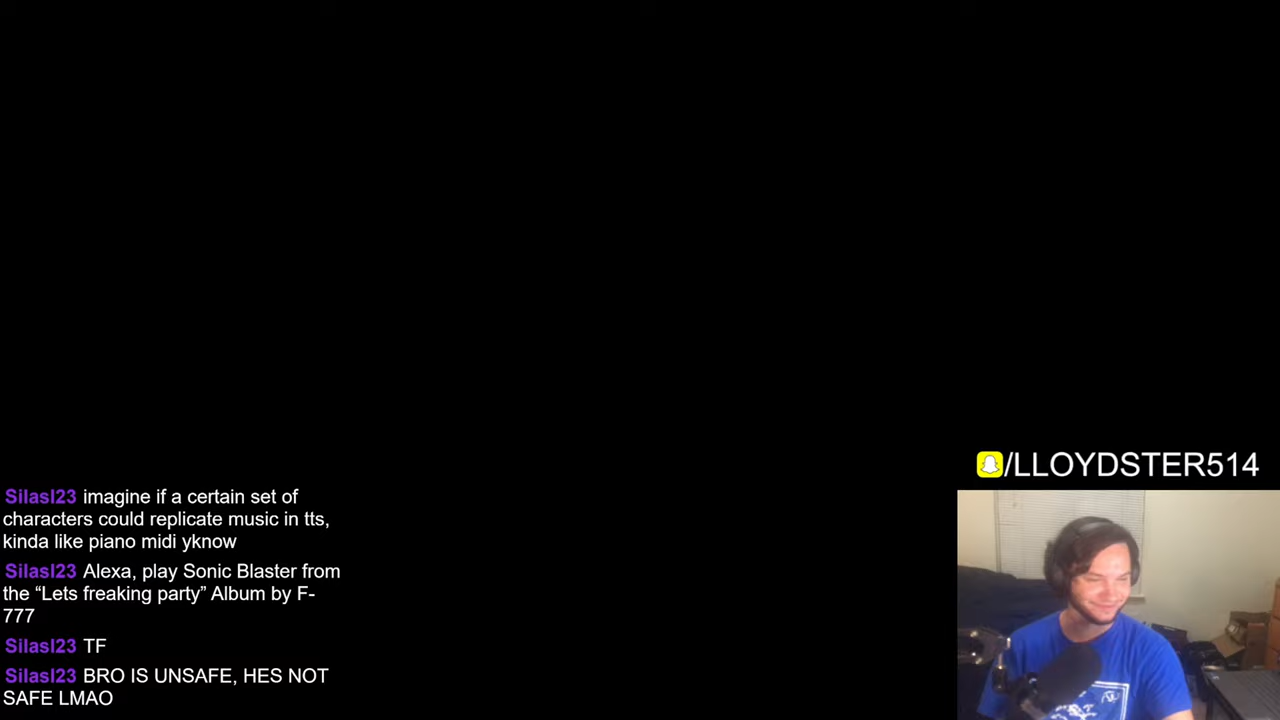 /LLOYDSTER514
Silasl23 imagine if a certain set of
characters could replicate music in tts,
kinda like piano midi yknow
Silasl23 Alexa, play Sonic Blaster from
the “Lets freaking party” Album by F-
777
Silasl23 TF
Silasl23 BRO IS UNSAFE, HES NOT
SAFE LMAO